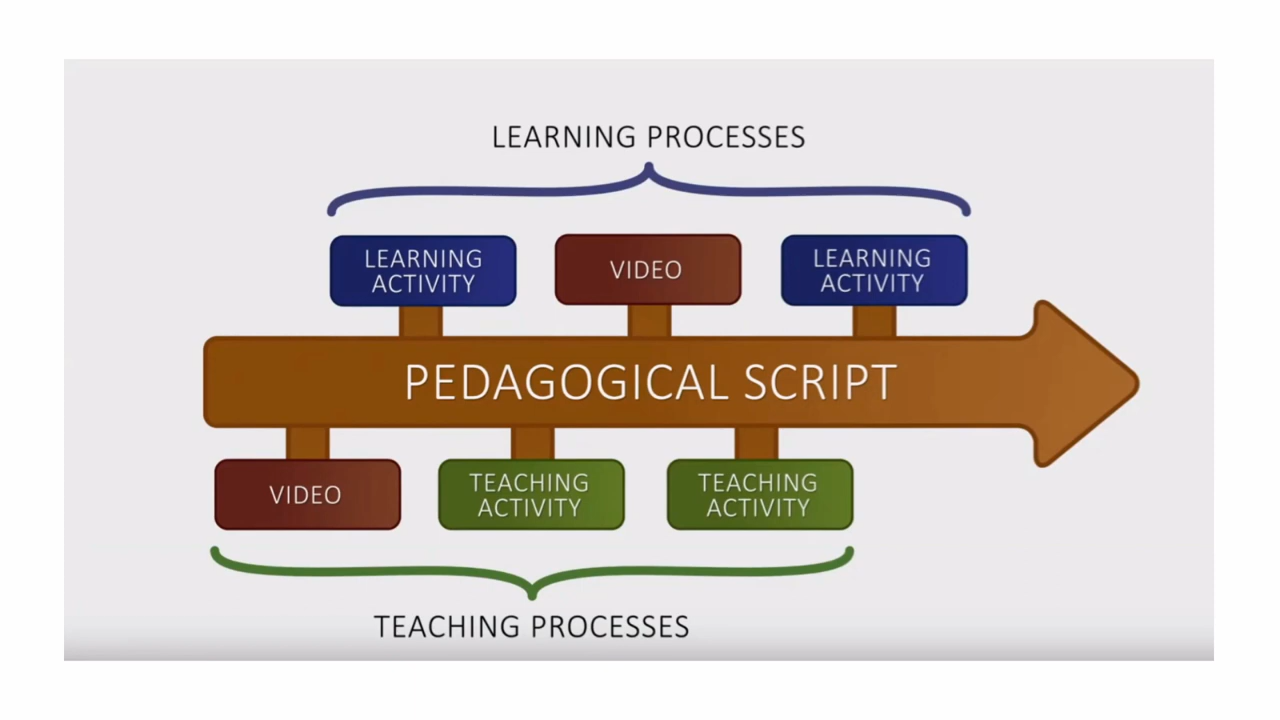 LEARNING PROCESSES
LEARNING
ACTIVITY
VIDEO
LEARNING
ACTIVITY
PEDAGOGICAL SCRIPT
VIDEO
TEACHING
ACTIVITY
TEACHING
ACTIVITY
TEACHING PROCESSES